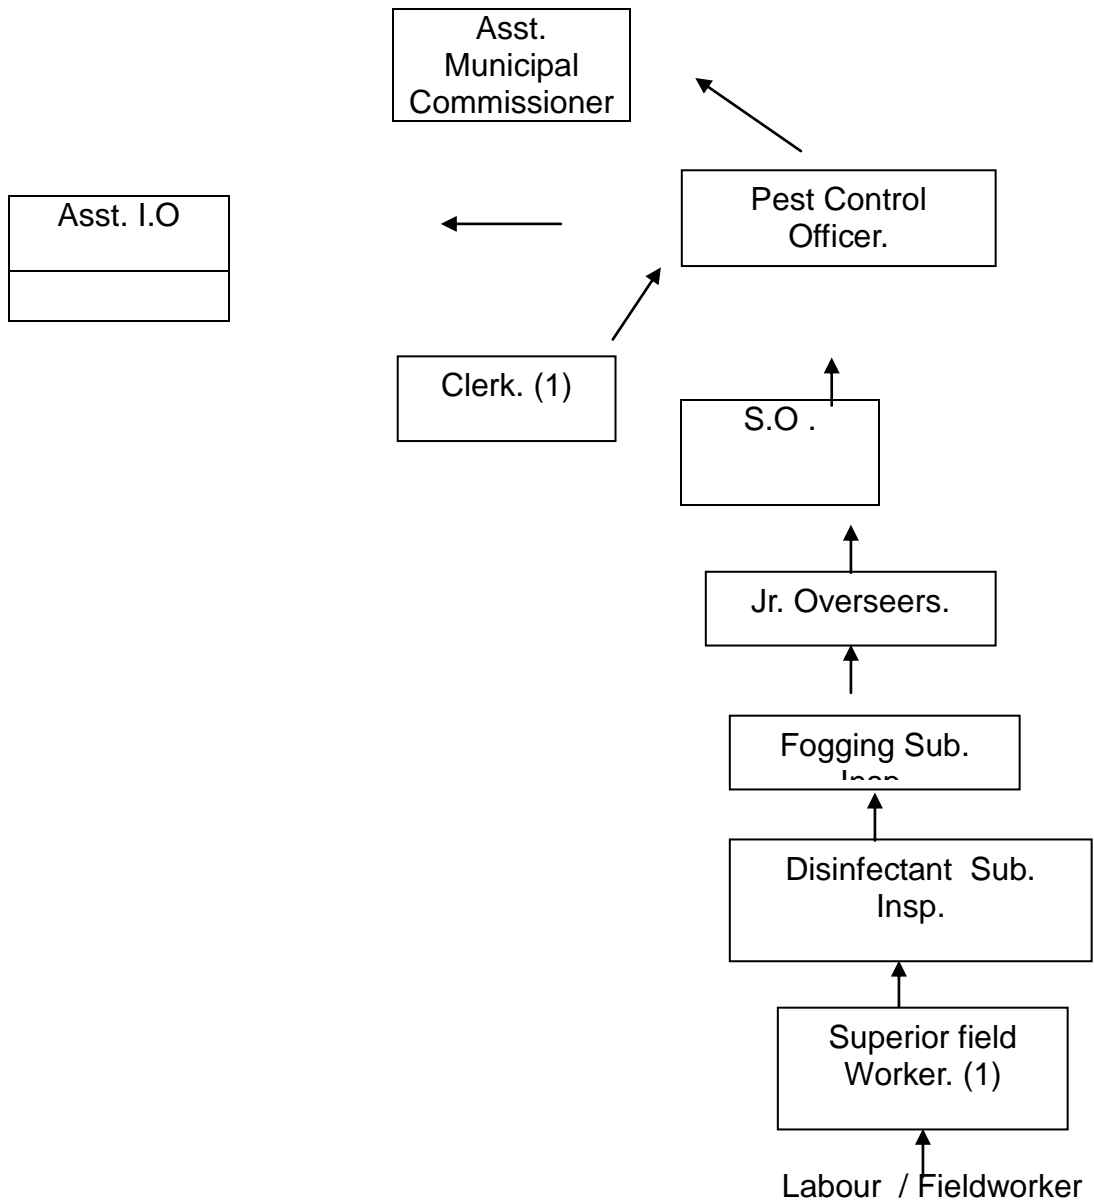 Asst.
Municipal
Commissioner
Pest Control
Officer.
Asst. I.O
Clerk. (1)
S.O .
Jr. Overseers.
Fogging Sub.
Disinfectant  Sub.
Insp.
Superior field
Worker. (1)
Labour  / Fieldworker